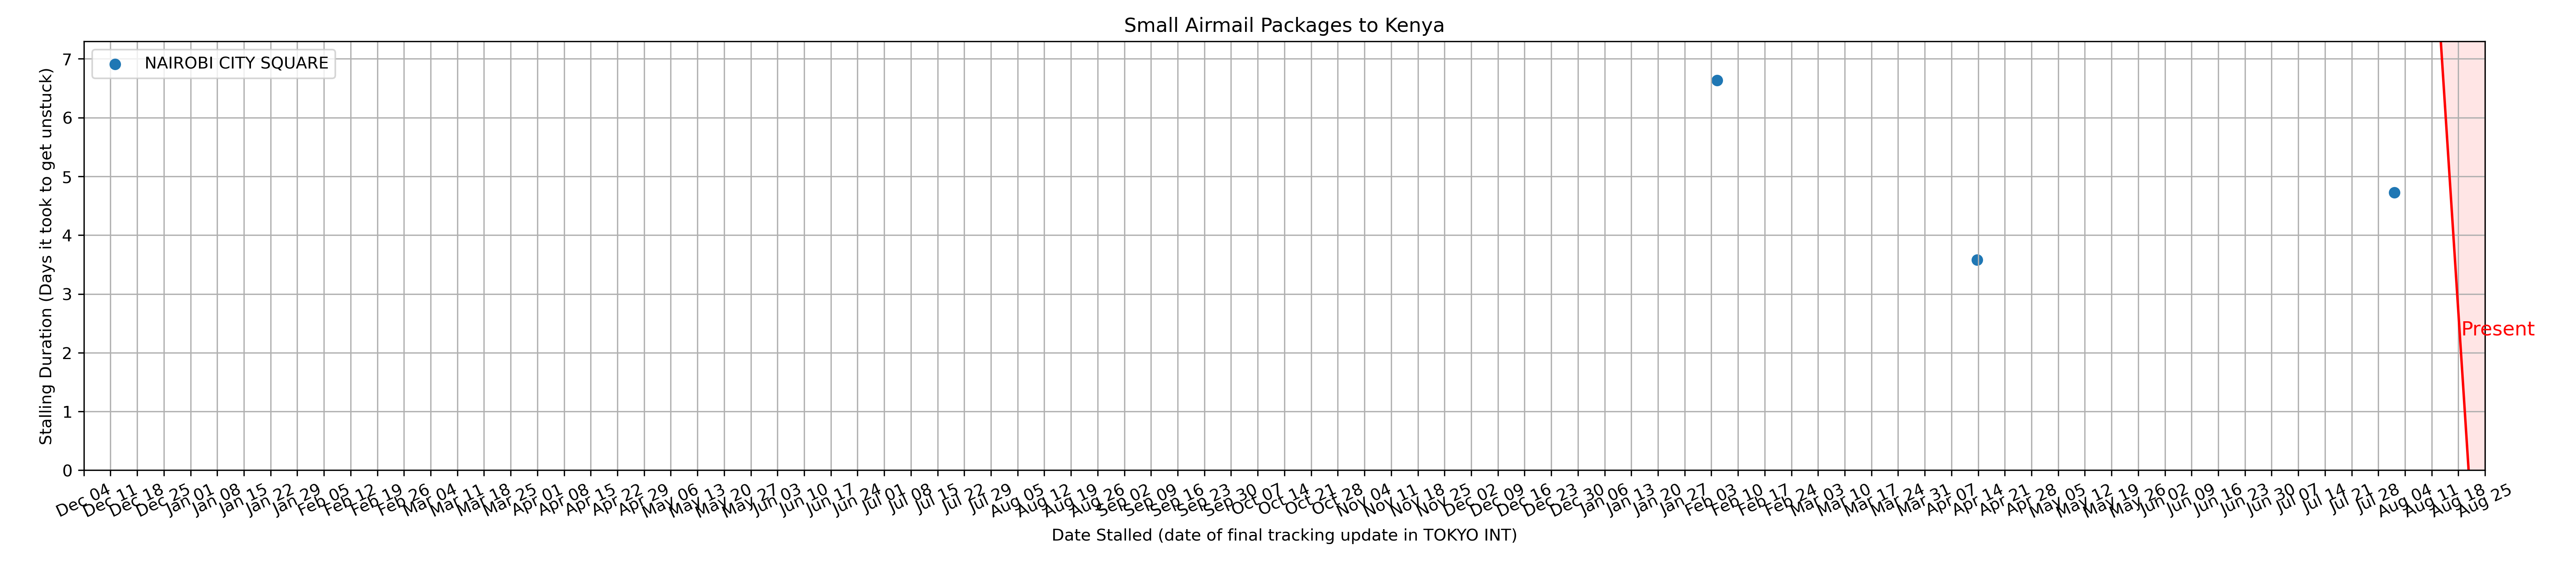 Small Airmail Packages to Kenya
NAIROBI CITY SQUARE
7
6
5
4
3
2
1
0
Stalling Duration (Days it took to get unstuck)
Present
Dec 04
Dec 11
Dec 18
Dec 25
Jan 01
Jan 08
Jan 15
Jan 22
Jan 29
Feb 05
Feb 12
Feb 19
Feb 26
Mar 04
Mar 11
Mar 18
Mar 25
Apr 01
Apr 08
Apr 15
Apr 22
Apr 29
May 06
May 13
May 20
May 27
Jun 03
Jun 10
Jun 17
Jun 24
Jul 01
Jul 08
Jul 15
Jul 22
Jul 29
Aug 05
Aug 12
Aug 19
Aug 26
Sep 02
Sep 09
Sep 16
Sep 23
Sep 30
Oct 07
Oct 14
Oct 21
Oct 28
Nov 04
Nov 11
Nov 18
Nov 25
Dec 02
Dec 09
Dec 16
Dec 23
Dec 30
Jan 06
Jan 13
Jan 20
Jan 27
Feb 03
Feb 10
Feb 17
Feb 24
Mar 03
Mar 10
Mar 17
Mar 24
Mar 31
Apr 07
Apr 14
Apr 21
Apr 28
May 05
May 12
May 19
May 26
Jun 02
Jun 09
Jun 16
Jun 23
Jun 30
Jul 07
Jul 14
Jul 21
Jul 28
Aug 04
Aug 11
Aug 18
Aug 25
Date Stalled (date of final tracking update in TOKYO INT)